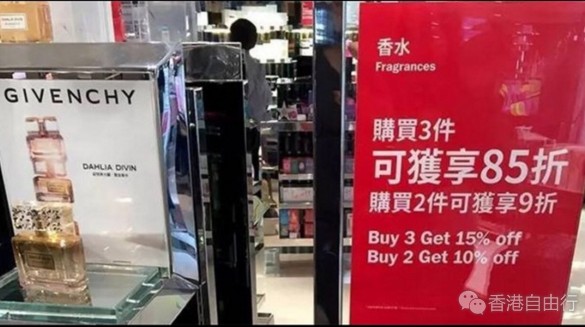 GIVENCHY
DAHLIA DIVIN
香水
Fragrances
購買3件
可獲享85折
購買2件可獲享9折
Buy 3 Get 15% off
Buy 2 Get 10% off
香港自由行